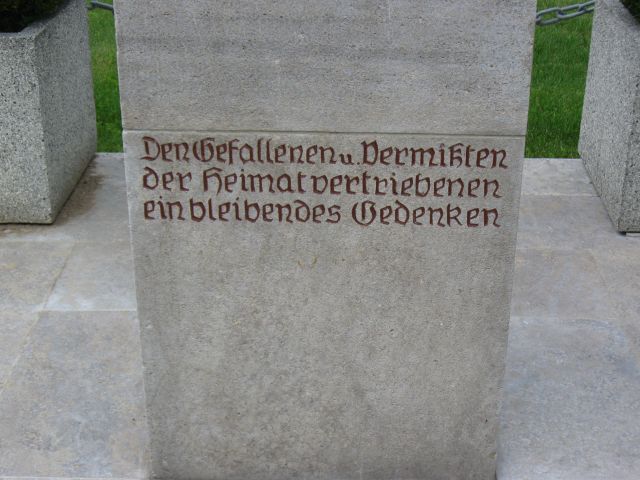 Den Gefallenen u. Vermißten
der Heimatvertriebenen
ein bleibendes Gedenken